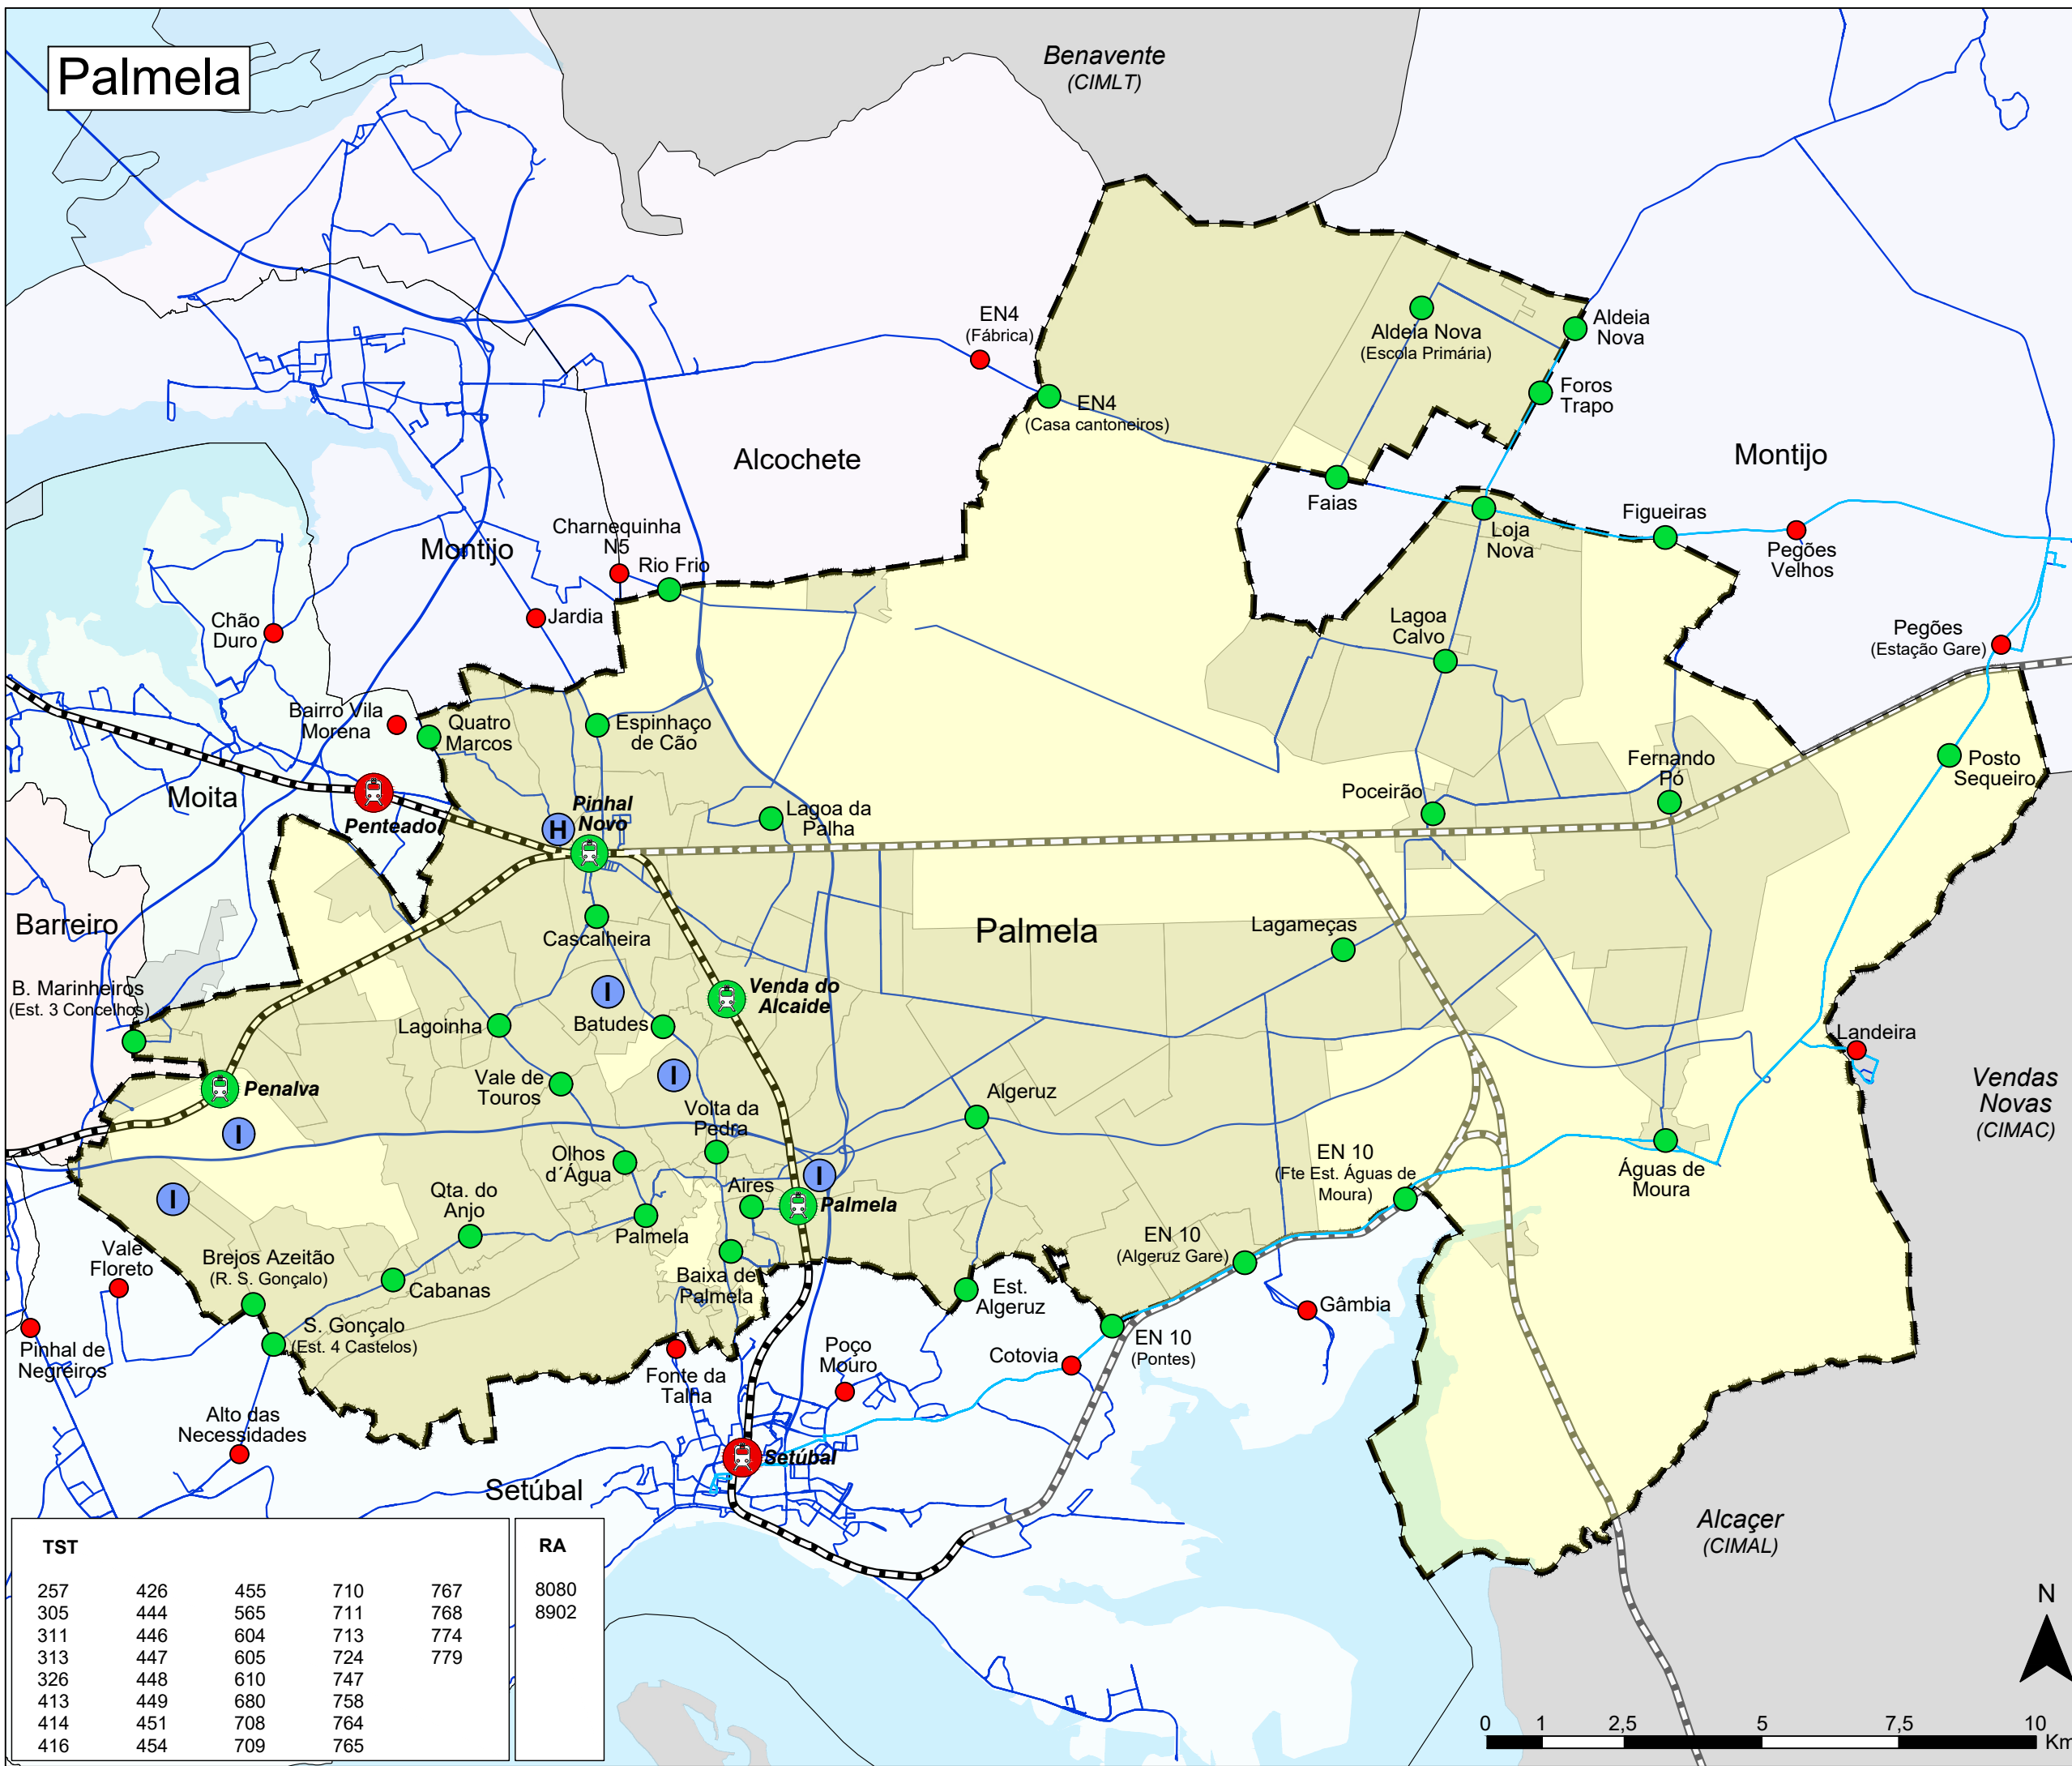 Palmela
Benavente
(CIMLT)
EN4
(Fábrica)
Aldeia Nova
(Escola Primária)
Aldeia
Nova
Foros
Trapo
EN4
(Casa cantoneiros)
Alcochete
Montijo
Faias
Loja
Nova
Figueiras
Pegões
Velhos
Charnequinha
N5
Montijo
Rio Frio
Jardia
Chão
Duro
Lagoa
Calvo
Pegões
(Estação Gare)
Bairro Vila
Morena
Quatro
Marcos
Espinhaço
de Cão
Fernando
Pó
Posto
Sequeiro
Poceirão
Moita
Penteado
H
Pinhal
Novo
Lagoa da
Palha
Barreiro
Cascalheira
Palmela
Lagameças
B. Marinheiros
(Est. 3 Concelhos)
I
Venda do
Alcaide
Lagoinha
Batudes
Landeira
Vendas
Novas
(CIMAC)
Penalva
Vale de
Touros
I
Algeruz
I
Volta da
Pedra
Olhos
d´Água
EN 10
(Fte Est. Águas de
Moura)
Águas de
Moura
I
Qta. do
Anjo
Aires
I
Palmela
Palmela
Vale
Floreto
Brejos Azeitão
(R. S. Gonçalo)
Cabanas
Baixa de
Palmela
EN 10
(Algeruz Gare)
Est.
Algeruz
Gâmbia
Pinhal de
Negreiros
S. Gonçalo
(Est. 4 Castelos)
EN 10
(Pontes)
Cotovia
Poço
Mouro
Fonte da
Talha
Alto das
Necessidades
Setúbal
Setúbal
Alcaçer
(CIMAL)
TST
257 426 455 710 767
305 444 565 711 768
311 446 604 713 774
313 447 605 724 779
326 448 610 747
413 449 680 758
414 451 708 764
416 454 709 765
RA
8080
8902
N
0 1 2,5 5 7,5 10
Km